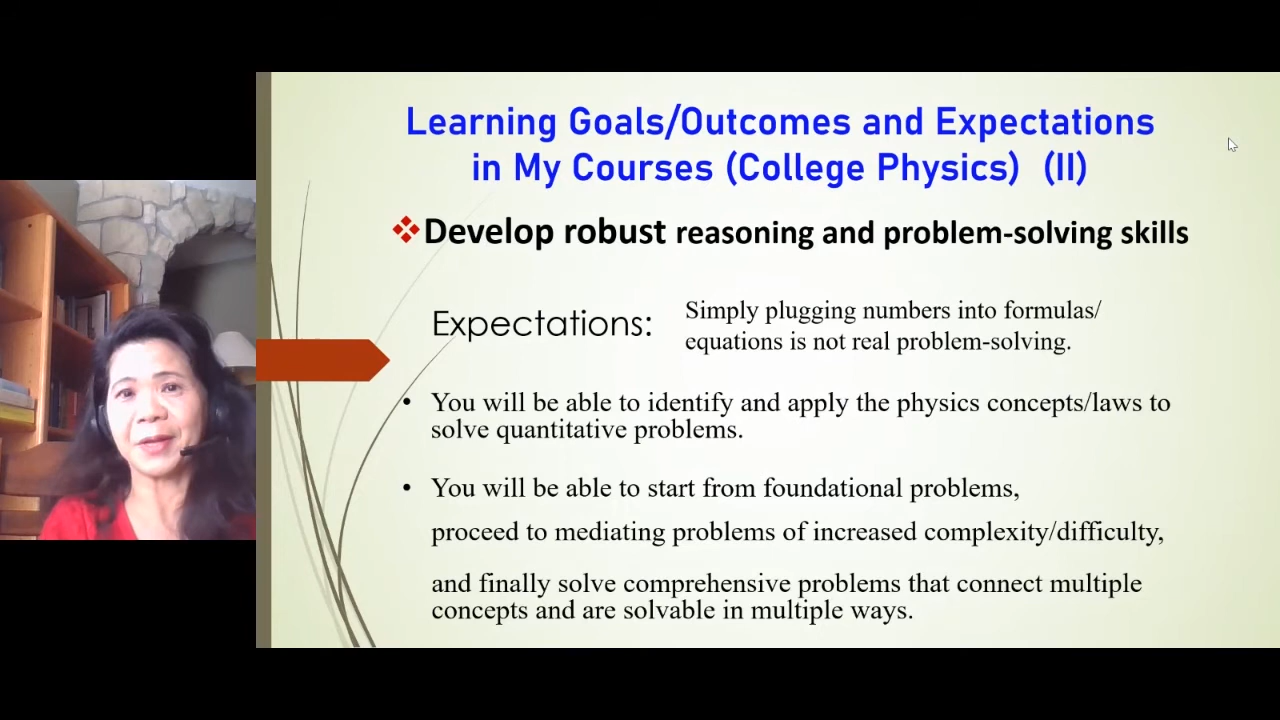 Learning Goals/Outcomes and Expectations
in My Courses (College Physics) (II)
❖Develop robust reasoning and problem-solving skills
Expectations:
Simply plugging numbers into formulas/
equations is not real problem-solving.
• You will be able to identify and apply the physics concepts/laws to
solve quantitative problems.
• You will be able to start from foundational problems,
proceed to mediating problems of increased complexity/difficulty,
and finally solve comprehensive problems that connect multiple
concepts and are solvable in multiple ways.